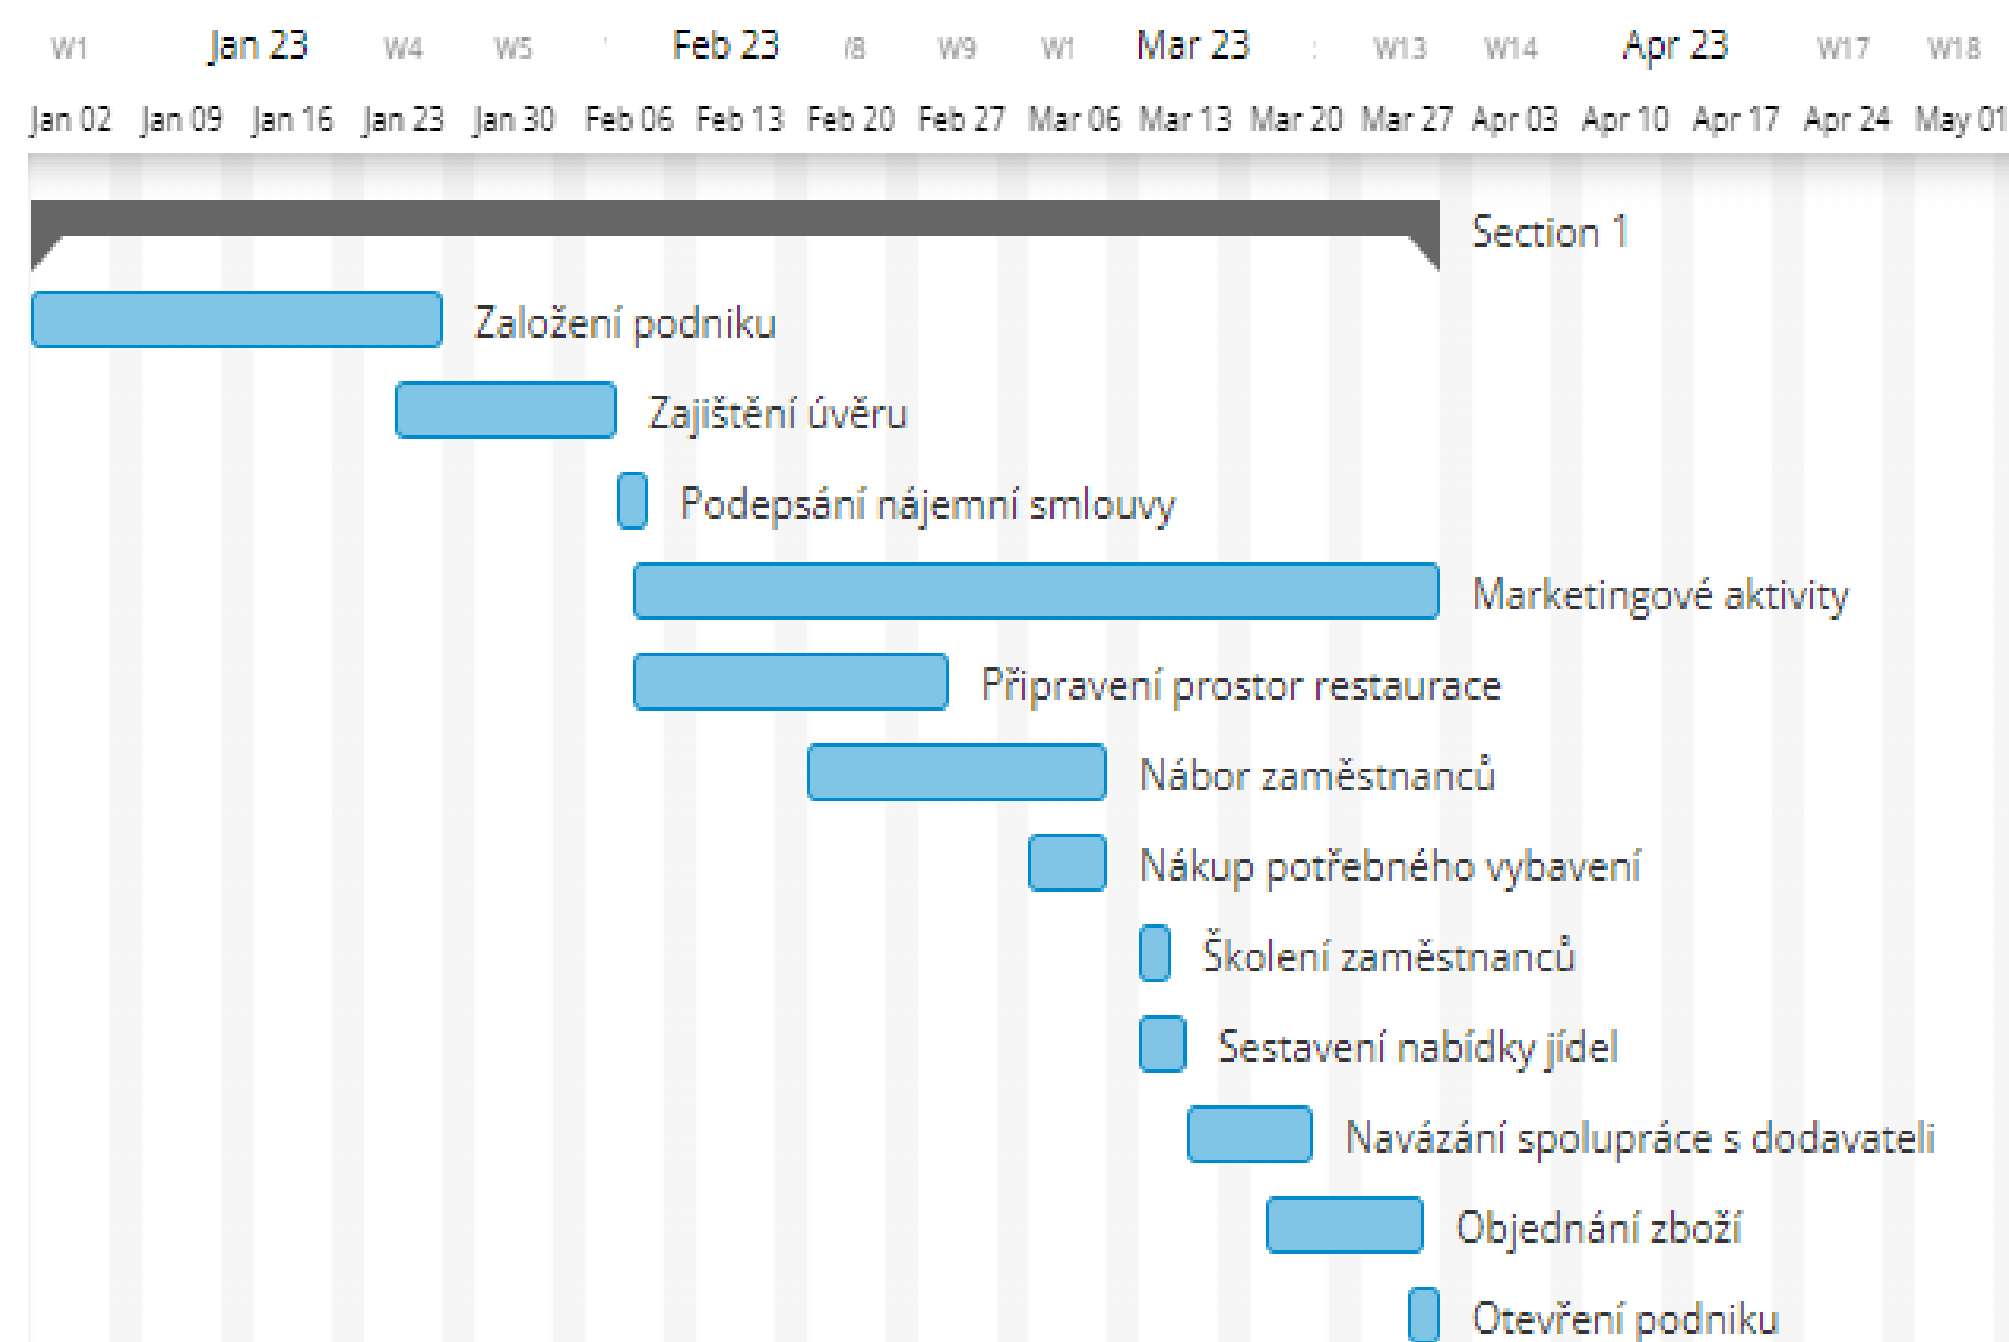 W1 Jan 23 W4 W5 Feb 23 W9 W1 Mar 23 W13 W14 Apr 23 W17 W18
Jan 02 Jan 09 Jan 16 Jan 23 Jan 30 Feb 06 Feb 13 Feb 20 Feb 27 Mar 06 Mar 13 Mar 20 Mar 27 Apr 03 Apr 10 Apr 17 Apr 24 May 01
Section 1
Založení podniku
Zajištění úvěru
Podepsání nájemní smlouvy
Marketingové aktivity
Připravení prostor restaurace
Nábor zaměstnanců
Nákup potřebného vybavení
Školení zaměstnanců
Sestavení nabídky jídel
Navázání spolupráce s dodavateli
Objednání zboží
Otevření podniku